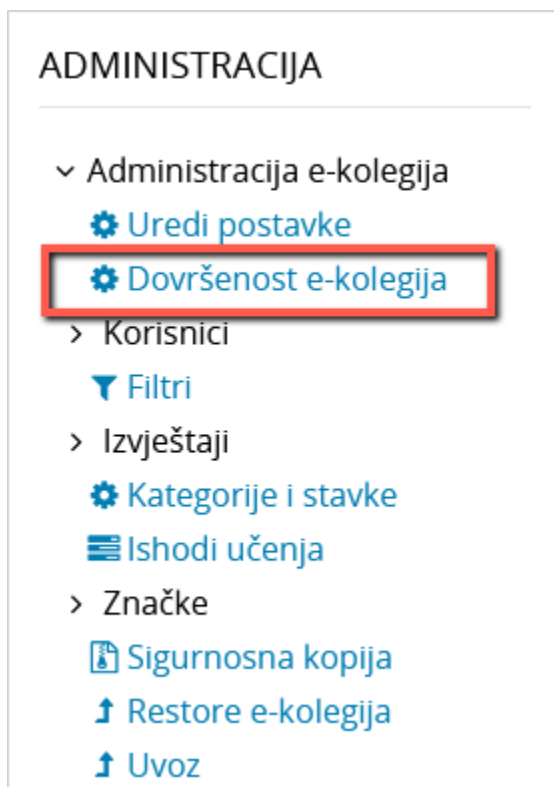 ADMINISTRACIJA
Administracija e-kolegija
Uredi postavke
Dovršenost e-kolegija
Korisnici
Filtri
Izvještaji
Kategorije i stavke
Ishodi učenja
Značke
Sigurnosna kopija
Restore e-kolegija
Uvoz